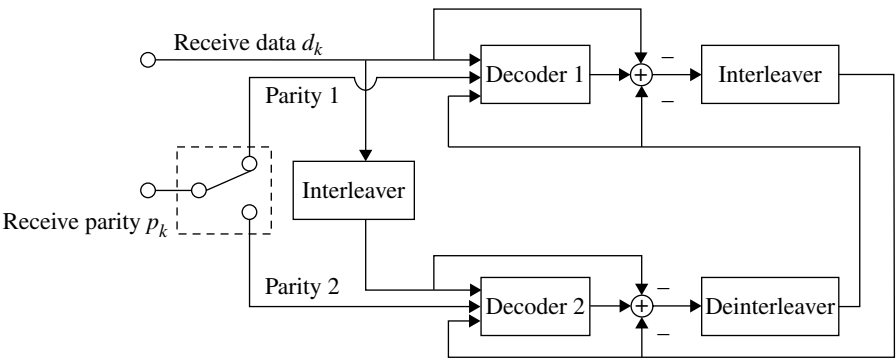 Receive data d_k
Decoder 1
+
−
−
Interleaver
Parity 1
Interleaver
Receive parity p_k
Parity 2
Decoder 2
+
−
−
Deinterleaver